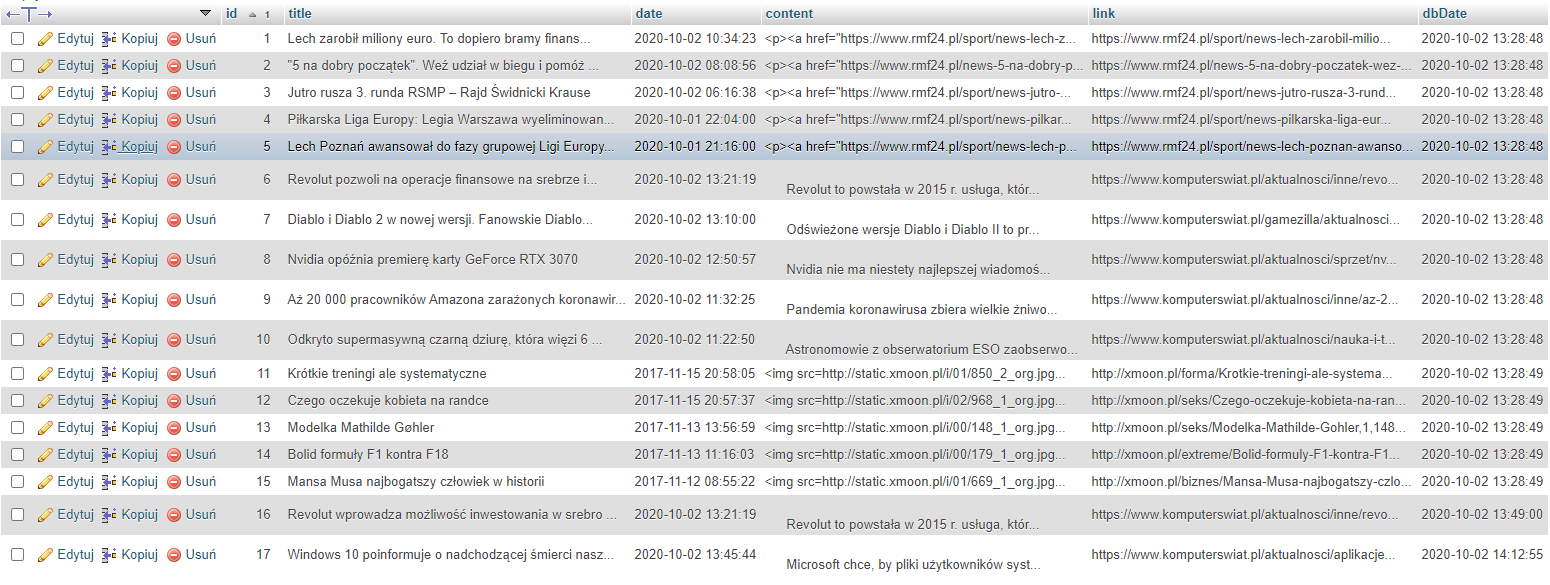 id 1 title date content link dbDate
Edytuj Kopiuj Usuń 1 Lech zarobił miliony euro. To dopiero bramy finans... 2020-10-02 10:34:23 <p><a href="https://www.rmf24.pl/sport/news-lech-z... https://www.rmf24.pl/sport/news-lech-zarobil-milio... 2020-10-02 13:28:48
Edytuj Kopiuj Usuń 2 "5 na dobry początek". Weź udział w biegu i pomóż ... 2020-10-02 08:08:56 <p><a href="https://www.rmf24.pl/news-5-na-dobry-p... https://www.rmf24.pl/news-5-na-dobry-poczatek-wez-... 2020-10-02 13:28:48
Edytuj Kopiuj Usuń 3 Jutro rusza 3. runda RSMP – Rajd Świdnicki Krause 2020-10-02 06:16:38 <p><a href="https://www.rmf24.pl/sport/news-jutro-... https://www.rmf24.pl/sport/news-jutro-rusza-3-rund... 2020-10-02 13:28:48
Edytuj Kopiuj Usuń 4 Piłkarska Liga Europy: Legia Warszawa wyeliminowan... 2020-10-01 22:04:00 <p><a href="https://www.rmf24.pl/sport/news-pilkar... https://www.rmf24.pl/sport/news-pilkarska-liga-eur... 2020-10-02 13:28:48
Edytuj Kopiuj Usuń 5 Lech Poznań awansował do fazy grupowej Ligi Europy... 2020-10-01 21:16:00 <p><a href="https://www.rmf24.pl/sport/news-lech-p... https://www.rmf24.pl/sport/news-lech-poznan-awanso... 2020-10-02 13:28:48
Edytuj Kopiuj Usuń 6 Revolut pozwoli na operacje finansowe na srebrze i... 2020-10-02 13:21:19 Revolut to powstała w 2015 r. usługa, któr... https://www.komputerswiat.pl/aktualnosci/inne/revo... 2020-10-02 13:28:48
Edytuj Kopiuj Usuń 7 Diablo i Diablo 2 w nowej wersji. Fanowskie Diablo... 2020-10-02 13:10:00 Odświeżone wersje Diablo i Diablo II to pr... https://www.komputerswiat.pl/gamezilla/aktualnosci... 2020-10-02 13:28:48
Edytuj Kopiuj Usuń 8 Nvidia opóźnia premierę karty GeForce RTX 3070 2020-10-02 12:50:57 Nvidia nie ma niestety najlepszej wiadomoś... https://www.komputerswiat.pl/aktualnosci/sprzet/nv... 2020-10-02 13:28:48
Edytuj Kopiuj Usuń 9 Aż 20 000 pracowników Amazona zarażonych koronawir... 2020-10-02 11:32:25 Pandemia koronawirusa zbiera wielkie żniwo... https://www.komputerswiat.pl/aktualnosci/inne/az-2... 2020-10-02 13:28:48
Edytuj Kopiuj Usuń 10 Odkryto supermasywną czarną dziurę, która więzi 6 ... 2020-10-02 11:22:50 Astronomowie z obserwatorium ESO zaobserwo... https://www.komputerswiat.pl/aktualnosci/nauka-i-t... 2020-10-02 13:28:48
Edytuj Kopiuj Usuń 11 Krótkie treningi ale systematyczne 2017-11-15 20:58:05 <img src=http://static.xmoon.pl/i/01/850_2_org.jpg... http://xmoon.pl/forma/Krotkie-treningi-ale-systema... 2020-10-02 13:28:49
Edytuj Kopiuj Usuń 12 Czego oczekuje kobieta na randce 2017-11-15 20:57:37 <img src=http://static.xmoon.pl/i/02/968_1_org.jpg... http://xmoon.pl/seks/Czego-oczekuje-kobieta-na-ran... 2020-10-02 13:28:49
Edytuj Kopiuj Usuń 13 Modelka Mathilde Gøhler 2017-11-13 13:56:59 <img src=http://static.xmoon.pl/i/00/148_1_org.jpg... http://xmoon.pl/seks/Modelka-Mathilde-Gohler,1,148... 2020-10-02 13:28:49
Edytuj Kopiuj Usuń 14 Bolid formuły F1 kontra F18 2017-11-13 11:16:03 <img src=http://static.xmoon.pl/i/00/179_1_org.jpg... http://xmoon.pl/extreme/Bolid-formuly-F1-kontra-F1... 2020-10-02 13:28:49
Edytuj Kopiuj Usuń 15 Mansa Musa najbogatszy człowiek w historii 2017-11-12 08:55:22 <img src=http://static.xmoon.pl/i/01/669_1_org.jpg... http://xmoon.pl/biznes/Mansa-Musa-najbogatszy-czlo... 2020-10-02 13:28:49
Edytuj Kopiuj Usuń 16 Revolut wprowadza możliwość inwestowania w srebro ... 2020-10-02 13:21:19 Revolut to powstała w 2015 r. usługa, któr... https://www.komputerswiat.pl/aktualnosci/inne/revo... 2020-10-02 13:49:00
Edytuj Kopiuj Usuń 17 Windows 10 poinformuje o nadchodzącej śmierci nasz... 2020-10-02 13:45:44 Microsoft chce, by pliki użytkowników syst... https://www.komputerswiat.pl/aktualnosci/aplikacje... 2020-10-02 14:12:55